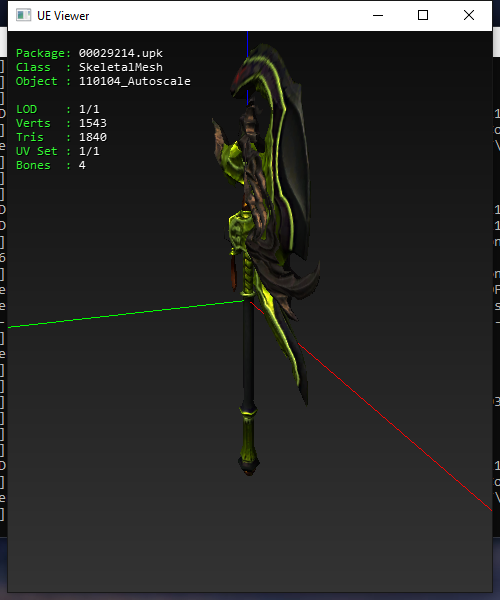 UE Viewer
Package: 00029214.upk
Class  : SkeletalMesh
Object : 110104_Autoscale
LOD    : 1/1
Verts  : 1543
Tris   : 1840
UV Set : 1/1
Bones  : 4